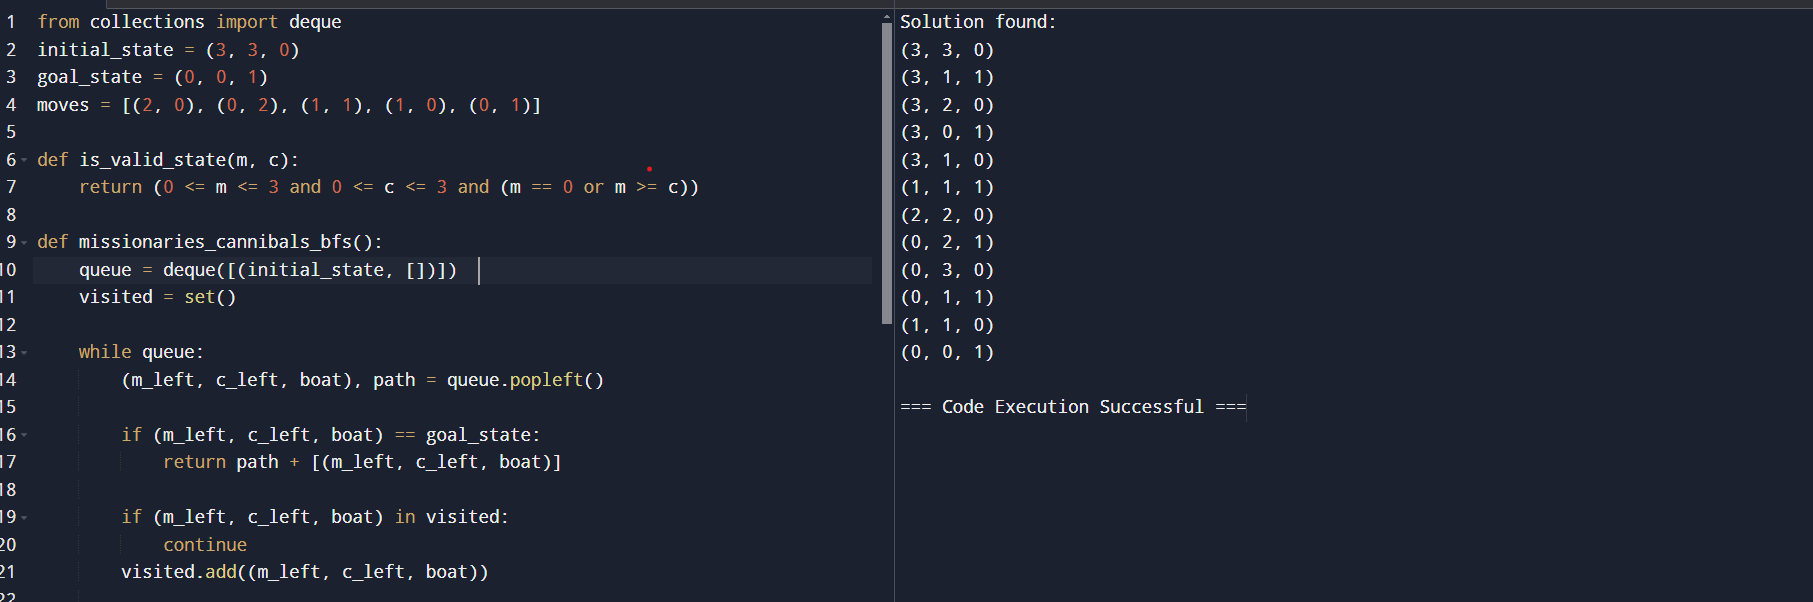 1 from collections import deque
2 initial_state = (3, 3, 0)
3 goal_state = (0, 0, 1)
4 moves = [(2, 0), (0, 2), (1, 1), (1, 0), (0, 1)]
5
6 def is_valid_state(m, c):
7     return (0 <= m <= 3 and 0 <= c <= 3 and (m == 0 or m >= c))
8
9 def missionaries_cannibals_bfs():
10     queue = deque([(initial_state, [])])
11     visited = set()
12
13     while queue:
14         (m_left, c_left, boat), path = queue.popleft()
15
16         if (m_left, c_left, boat) == goal_state:
17             return path + [(m_left, c_left, boat)]
18
19         if (m_left, c_left, boat) in visited:
20             continue
21         visited.add((m_left, c_left, boat))
22
Solution found:
(3, 3, 0)
(3, 1, 1)
(3, 2, 0)
(3, 0, 1)
(3, 1, 0)
(1, 1, 1)
(2, 2, 0)
(0, 2, 1)
(0, 3, 0)
(0, 1, 1)
(1, 1, 0)
(0, 0, 1)
=== Code Execution Successful ===